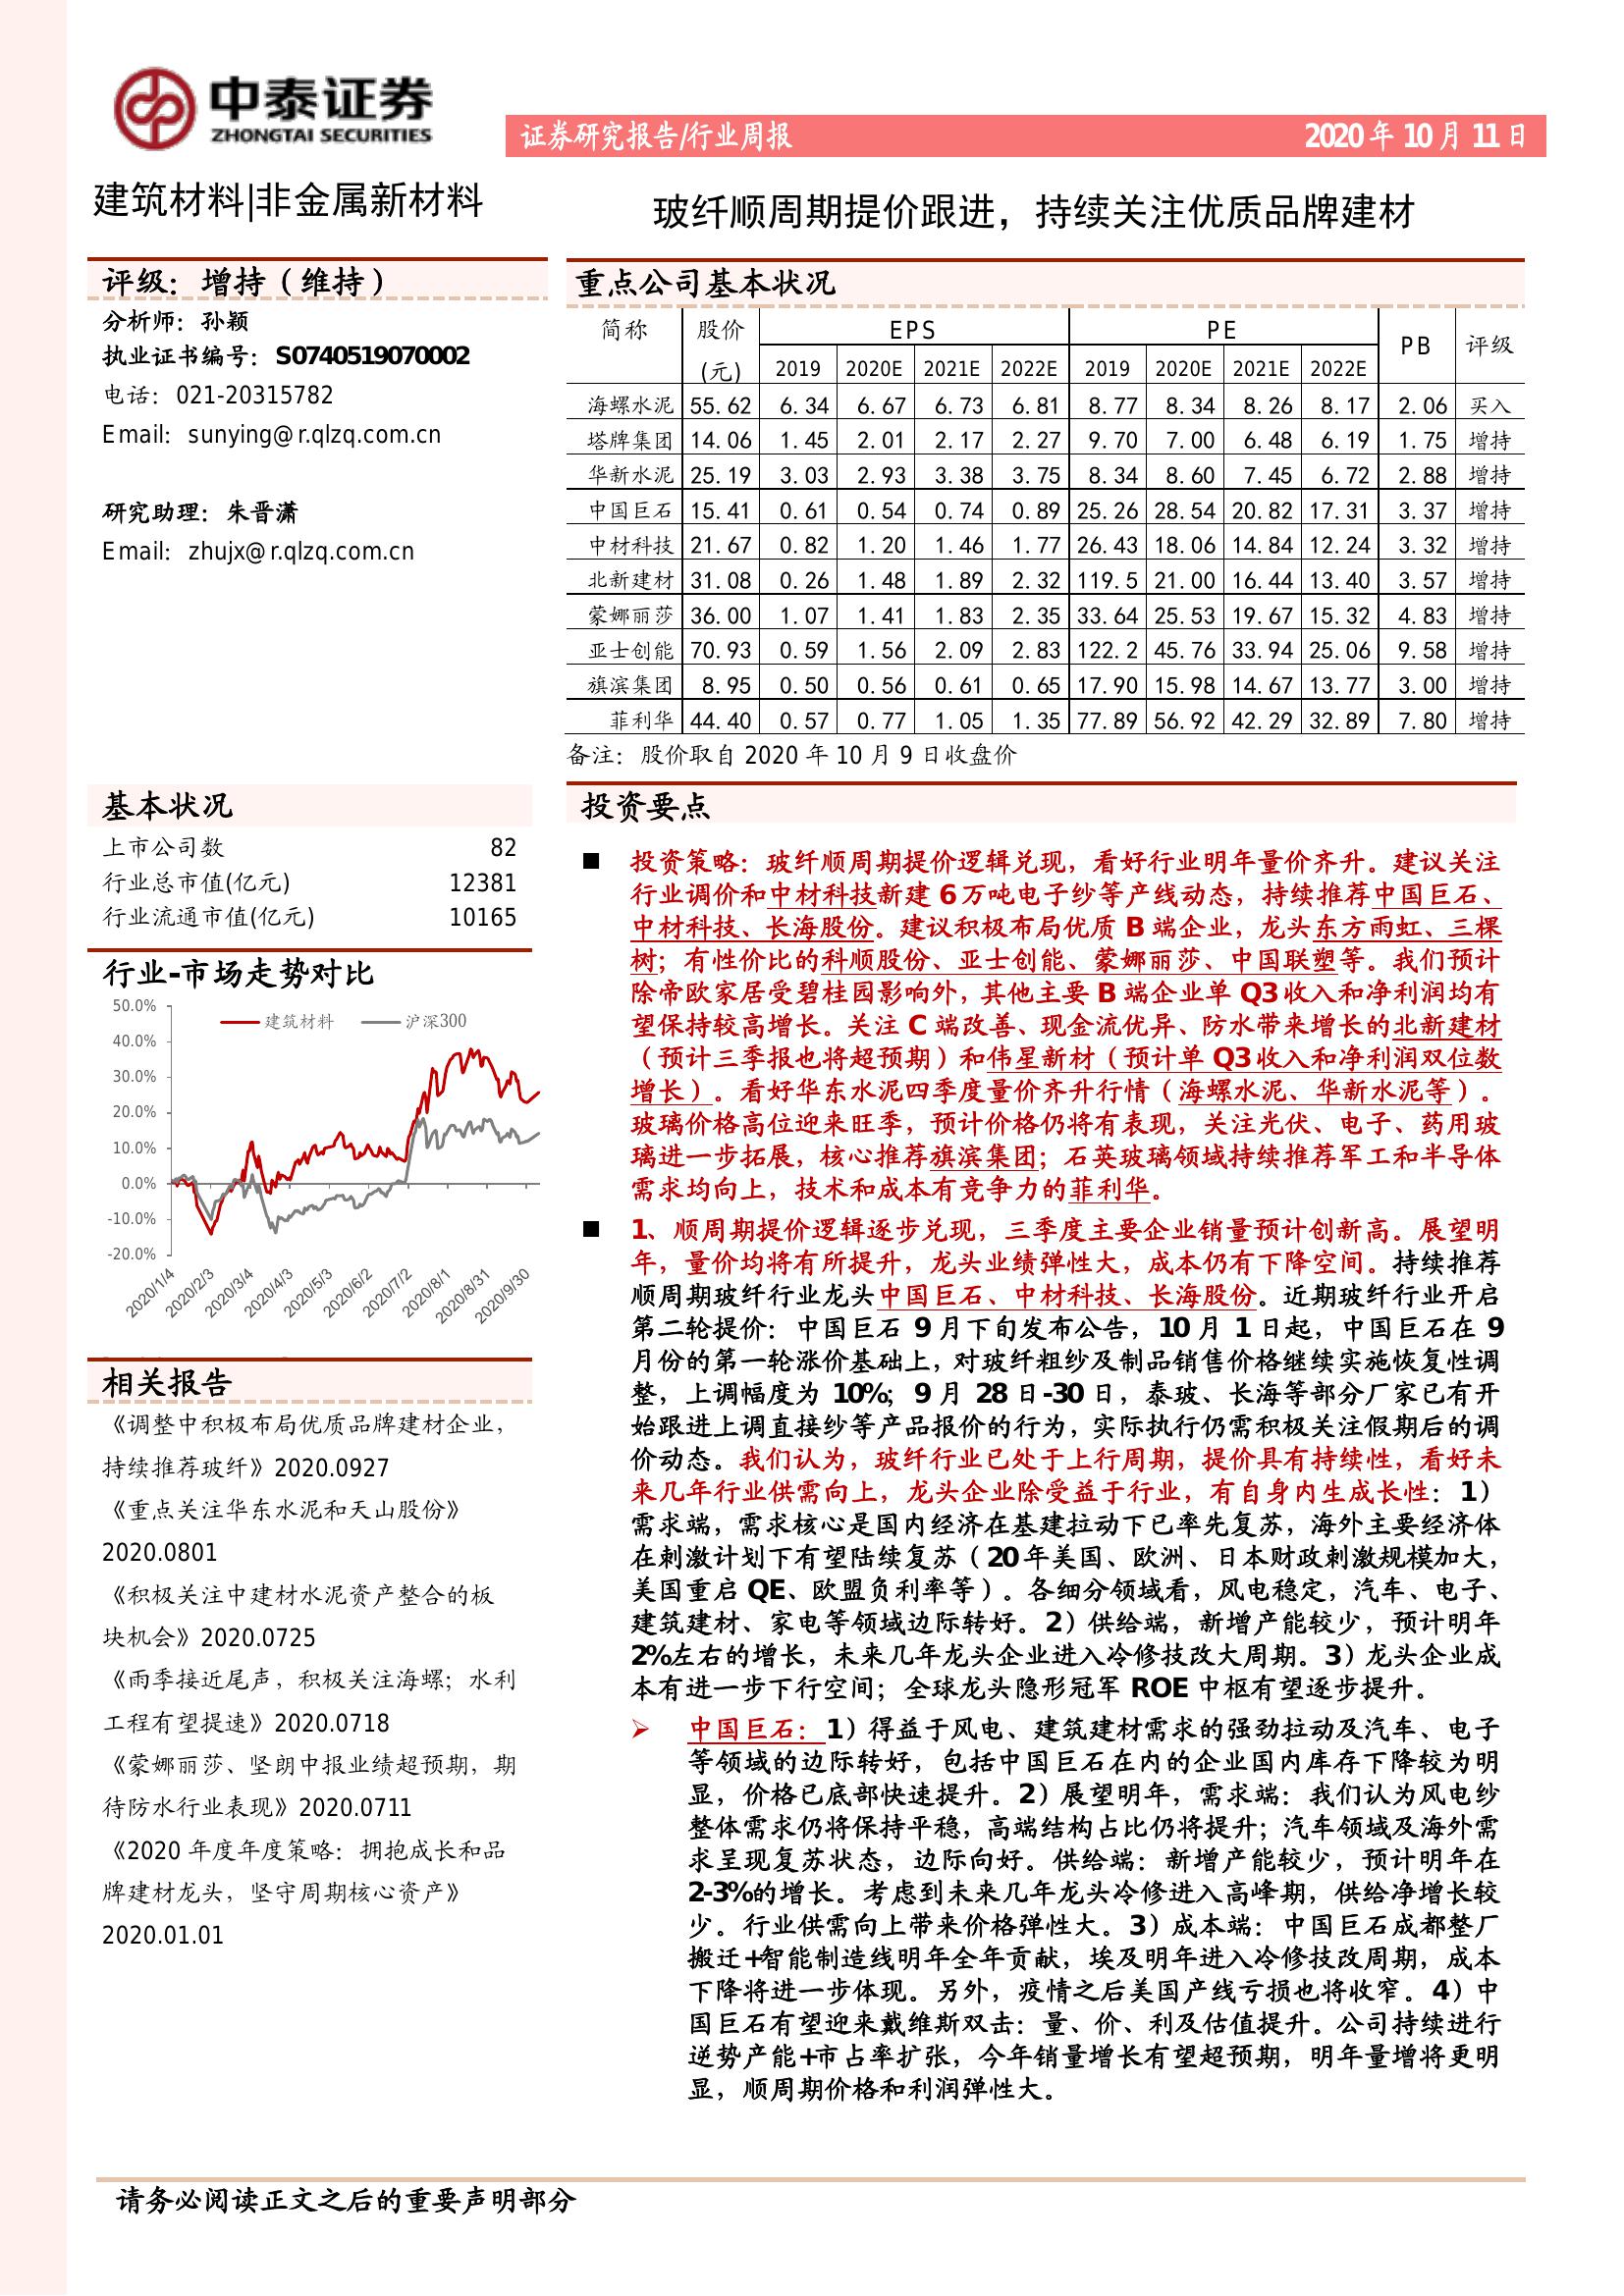 中泰证券
ZHONGTAI SECURITIES
证券研究报告/行业周报 2020年10月11日
建筑材料|非金属新材料
玻纤顺周期提价跟进，持续关注优质品牌建材
评级：增持（维持）
分析师：孙颖
执业证书编号：S0740519070002
电话：021-20315782
Email：sunying@r.qlzq.com.cn
研究助理：朱晋潇
Email：zhujx@r.qlzq.com.cn
重点公司基本状况
简称 股价 EPS PE PB 评级
(元) 2019 2020E 2021E 2022E 2019 2020E 2021E 2022E
海螺水泥 55.62 6.34 6.67 6.73 6.81 8.77 8.34 8.26 8.17 2.06 买入
塔牌集团 14.06 1.45 2.01 2.17 2.27 9.70 7.00 6.48 6.19 1.75 增持
华新水泥 25.19 3.03 2.93 3.38 3.75 8.34 8.60 7.45 6.72 2.88 增持
中国巨石 15.41 0.61 0.54 0.74 0.89 25.26 28.54 20.82 17.31 3.37 增持
中材科技 21.67 0.82 1.20 1.46 1.77 26.43 18.06 14.84 12.24 3.32 增持
北新建材 31.08 0.26 1.48 1.89 2.32 119.5 21.00 16.44 13.40 3.57 增持
蒙娜丽莎 36.00 1.07 1.41 1.83 2.35 33.64 25.53 19.67 15.32 4.83 增持
亚士创能 70.93 0.59 1.56 2.09 2.83 122.2 45.76 33.94 25.06 9.58 增持
旗滨集团 8.95 0.50 0.56 0.61 0.65 17.90 15.98 14.67 13.77 3.00 增持
菲利华 44.40 0.57 0.77 1.05 1.35 77.89 56.92 42.29 32.89 7.80 增持
备注：股价取自2020年10月9日收盘价
基本状况
上市公司数 82
行业总市值(亿元) 12381
行业流通市值(亿元) 10165
行业-市场走势对比
建筑材料 沪深300
50.0%
40.0%
30.0%
20.0%
10.0%
0.0%
-10.0%
-20.0%
2020/1/4 2020/2/3 2020/3/4 2020/4/3 2020/5/3 2020/6/2 2020/7/2 2020/8/1 2020/8/31 2020/9/30
相关报告
《调整中积极布局优质品牌建材企业，
持续推荐玻纤》2020.0927
《重点关注华东水泥和天山股份》
2020.0801
《积极关注中建材水泥资产整合的板
块机会》2020.0725
《雨季接近尾声，积极关注海螺；水利
工程有望提速》2020.0718
《蒙娜丽莎、坚朗中报业绩超预期，期
待防水行业表现》2020.0711
《2020 年度年度策略：拥抱成长和品
牌建材龙头，坚守周期核心资产》
2020.01.01
投资要点
■ 投资策略：玻纤顺周期提价逻辑兑现，看好行业明年量价齐升。建议关注
行业调价和中材科技新建6万吨电子纱等产线动态，持续推荐中国巨石、
中材科技、长海股份。建议积极布局优质B端企业，龙头东方雨虹、三棵
树；有性价比的科顺股份、亚士创能、蒙娜丽莎、中国联塑等。我们预计
除帝欧家居受碧桂园影响外，其他主要B端企业单Q3收入和净利润均有
望保持较高增长。关注C端改善、现金流优异、防水带来增长的北新建材
（预计三季报也将超预期）和伟星新材（预计单Q3收入和净利润双位数
增长）。看好华东水泥四季度量价齐升行情（海螺水泥、华新水泥等）。
玻璃价格高位迎来旺季，预计价格仍将有表现，关注光伏、电子、药用玻
璃进一步拓展，核心推荐旗滨集团；石英玻璃领域持续推荐军工和半导体
需求均向上，技术和成本有竞争力的菲利华。
■ 1、顺周期提价逻辑逐步兑现，三季度主要企业销量预计创新高。展望明
年，量价均将有所提升，龙头业绩弹性大，成本仍有下降空间。持续推荐
顺周期玻纤行业龙头中国巨石、中材科技、长海股份。近期玻纤行业开启
第二轮提价：中国巨石9月下旬发布公告，10月1日起，中国巨石在9
月份的第一轮涨价基础上，对玻纤粗纱及制品销售价格继续实施恢复性调
整，上调幅度为10%；9月28日-30日，泰玻、长海等部分厂家已有开
始跟进上调直接纱等产品报价的行为，实际执行仍需积极关注假期后的调
价动态。我们认为，玻纤行业已处于上行周期，提价具有持续性，看好未
来几年行业供需向上，龙头企业除受益于行业，有自身内生成长性：1）
需求端，需求核心是国内经济在基建拉动下已率先复苏，海外主要经济体
在刺激计划下有望陆续复苏（20年美国、欧洲、日本财政刺激规模加大，
美国重启QE、欧盟负利率等）。各细分领域看，风电稳定，汽车、电子、
建筑建材、家电等领域边际转好。2）供给端，新增产能较少，预计明年
2%左右的增长，未来几年龙头企业进入冷修技改大周期。3）龙头企业成
本有进一步下行空间；全球龙头隐形冠军ROE中枢有望逐步提升。
➢ 中国巨石：1）得益于风电、建筑建材需求的强劲拉动及汽车、电子
等领域的边际转好，包括中国巨石在内的企业国内库存下降较为明
显，价格已底部快速提升。2）展望明年，需求端：我们认为风电纱
整体需求仍将保持平稳，高端结构占比仍将提升；汽车领域及海外需
求呈现复苏状态，边际向好。供给端：新增产能较少，预计明年在
2-3%的增长。考虑到未来几年龙头冷修进入高峰期，供给净增长较
少。行业供需向上带来价格弹性大。3）成本端：中国巨石成都整厂
搬迁+智能制造线明年全年贡献，埃及明年进入冷修技改周期，成本
下降将进一步体现。另外，疫情之后美国产线亏损也将收窄。4）中
国巨石有望迎来戴维斯双击：量、价、利及估值提升。公司持续进行
逆势产能+市占率扩张，今年销量增长有望超预期，明年量增将更明
显，顺周期价格和利润弹性大。
请务必阅读正文之后的重要声明部分